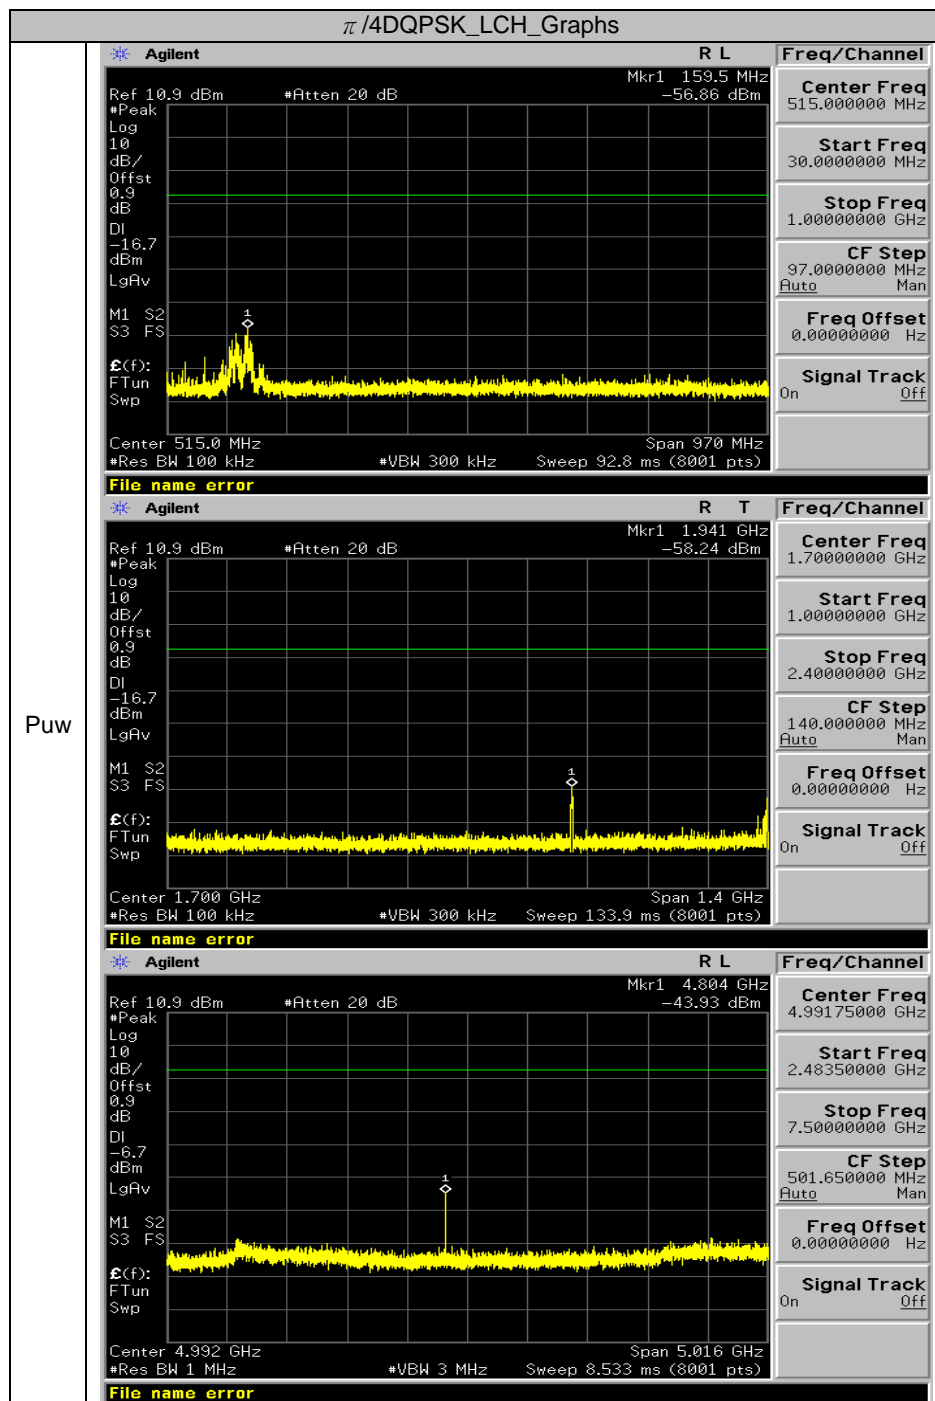 π/4DQPSK_LCH_Graphs
Puw
Agilent R L Freq/Channel
Mkr1 159.5 MHz
Ref 10.9 dBm #Atten 20 dB -56.86 dBm
#Peak
Log
10
dB/
Offst
0.9
dB
DI
-16.7
dBm
LgAv
M1 S2
S3 FS
£(f):
FTun
Swp
1
Center 515.0 MHz Span 970 MHz
#Res BW 100 kHz #VBW 300 kHz Sweep 92.8 ms (8001 pts)
File name error
Center Freq
515.000000 MHz
Start Freq
30.0000000 MHz
Stop Freq
1.00000000 GHz
CF Step
97.0000000 MHz
Auto Man
Freq Offset
0.00000000 Hz
Signal Track
On Off
Agilent R T Freq/Channel
Mkr1 1.941 GHz
Ref 10.9 dBm #Atten 20 dB -58.24 dBm
#Peak
Log
10
dB/
Offst
0.9
dB
DI
-16.7
dBm
LgAv
M1 S2
S3 FS
£(f):
FTun
Swp
1
Center 1.700 GHz Span 1.4 GHz
#Res BW 100 kHz #VBW 300 kHz Sweep 133.9 ms (8001 pts)
File name error
Center Freq
1.70000000 GHz
Start Freq
1.00000000 GHz
Stop Freq
2.40000000 GHz
CF Step
140.000000 MHz
Auto Man
Freq Offset
0.00000000 Hz
Signal Track
On Off
Agilent R L Freq/Channel
Mkr1 4.804 GHz
Ref 10.9 dBm #Atten 20 dB -43.93 dBm
#Peak
Log
10
dB/
Offst
0.9
dB
DI
-6.7
dBm
LgAv
M1 S2
S3 FS
£(f):
FTun
Swp
1
Center 4.992 GHz Span 5.016 GHz
#Res BW 1 MHz #VBW 3 MHz Sweep 8.533 ms (8001 pts)
File name error
Center Freq
4.99175000 GHz
Start Freq
2.48350000 GHz
Stop Freq
7.50000000 GHz
CF Step
501.650000 MHz
Auto Man
Freq Offset
0.00000000 Hz
Signal Track
On Off